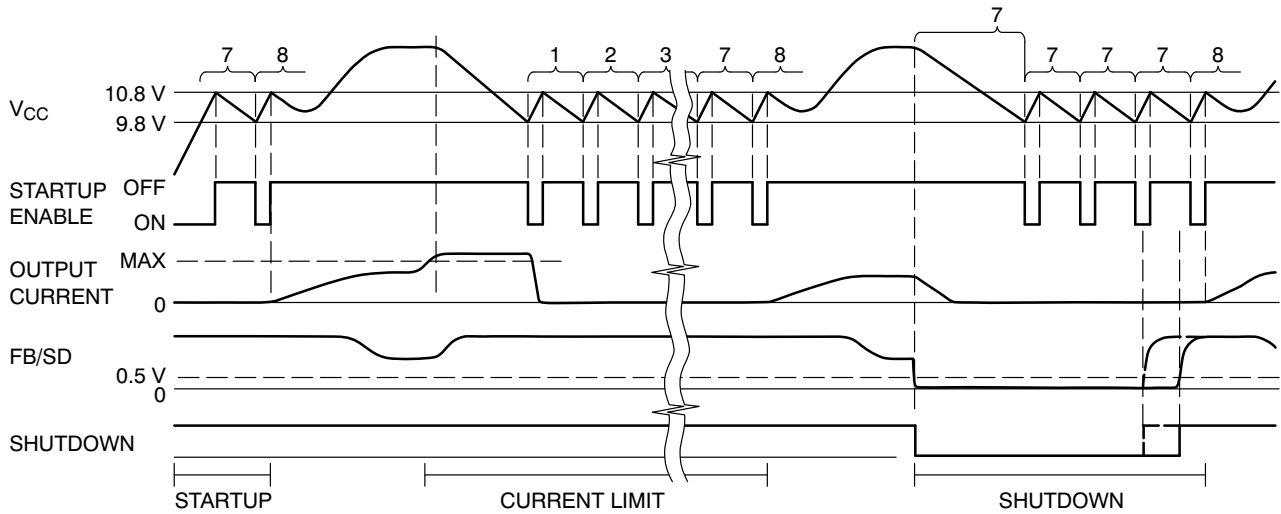 7
7 8 1 2 3 7 8 7 7 7 8
10.8 V
V_CC
9.8 V
STARTUP ENABLE
OFF
ON
OUTPUT CURRENT
MAX
0
FB/SD
0.5 V
0
SHUTDOWN
STARTUP CURRENT LIMIT SHUTDOWN